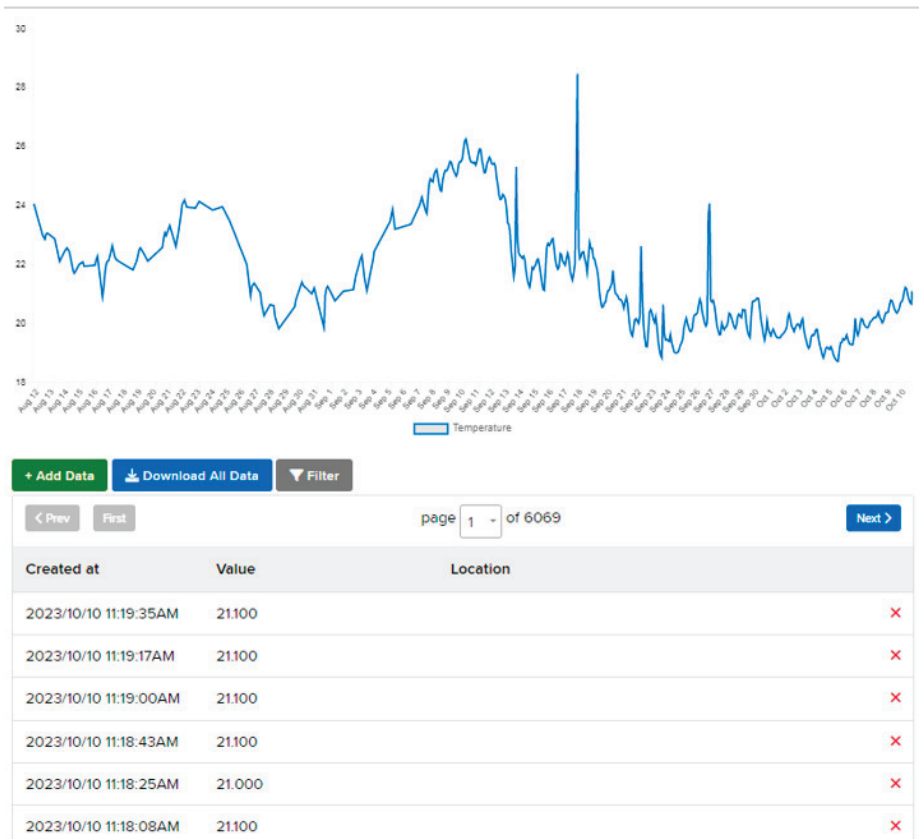 30
28
26
24
22
20
18
Aug 12 Aug 13 Aug 14 Aug 15 Aug 16 Aug 17 Aug 18 Aug 19 Aug 20 Aug 21 Aug 22 Aug 23 Aug 24 Aug 25 Aug 26 Aug 27 Aug 28 Aug 29 Aug 30 Aug 31 Sep 1 Sep 2 Sep 3 Sep 4 Sep 5 Sep 6 Sep 7 Sep 8 Sep 9 Sep 10 Sep 11 Sep 12 Sep 13 Sep 14 Sep 15 Sep 16 Sep 17 Sep 18 Sep 19 Sep 20 Sep 21 Sep 22 Sep 23 Sep 24 Sep 25 Sep 26 Sep 27 Sep 28 Sep 29 Sep 30 Oct 1 Oct 2 Oct 3 Oct 4 Oct 5 Oct 6 Oct 7 Oct 8 Oct 9 Oct 10
Temperature
+ Add Data Download All Data Filter
< Prev First page 1 of 6069 Next >
Created at Value Location
2023/10/10 11:19:35AM 21.100
2023/10/10 11:19:17AM 21.100
2023/10/10 11:19:00AM 21.100
2023/10/10 11:18:43AM 21.100
2023/10/10 11:18:25AM 21.000
2023/10/10 11:18:08AM 21.100